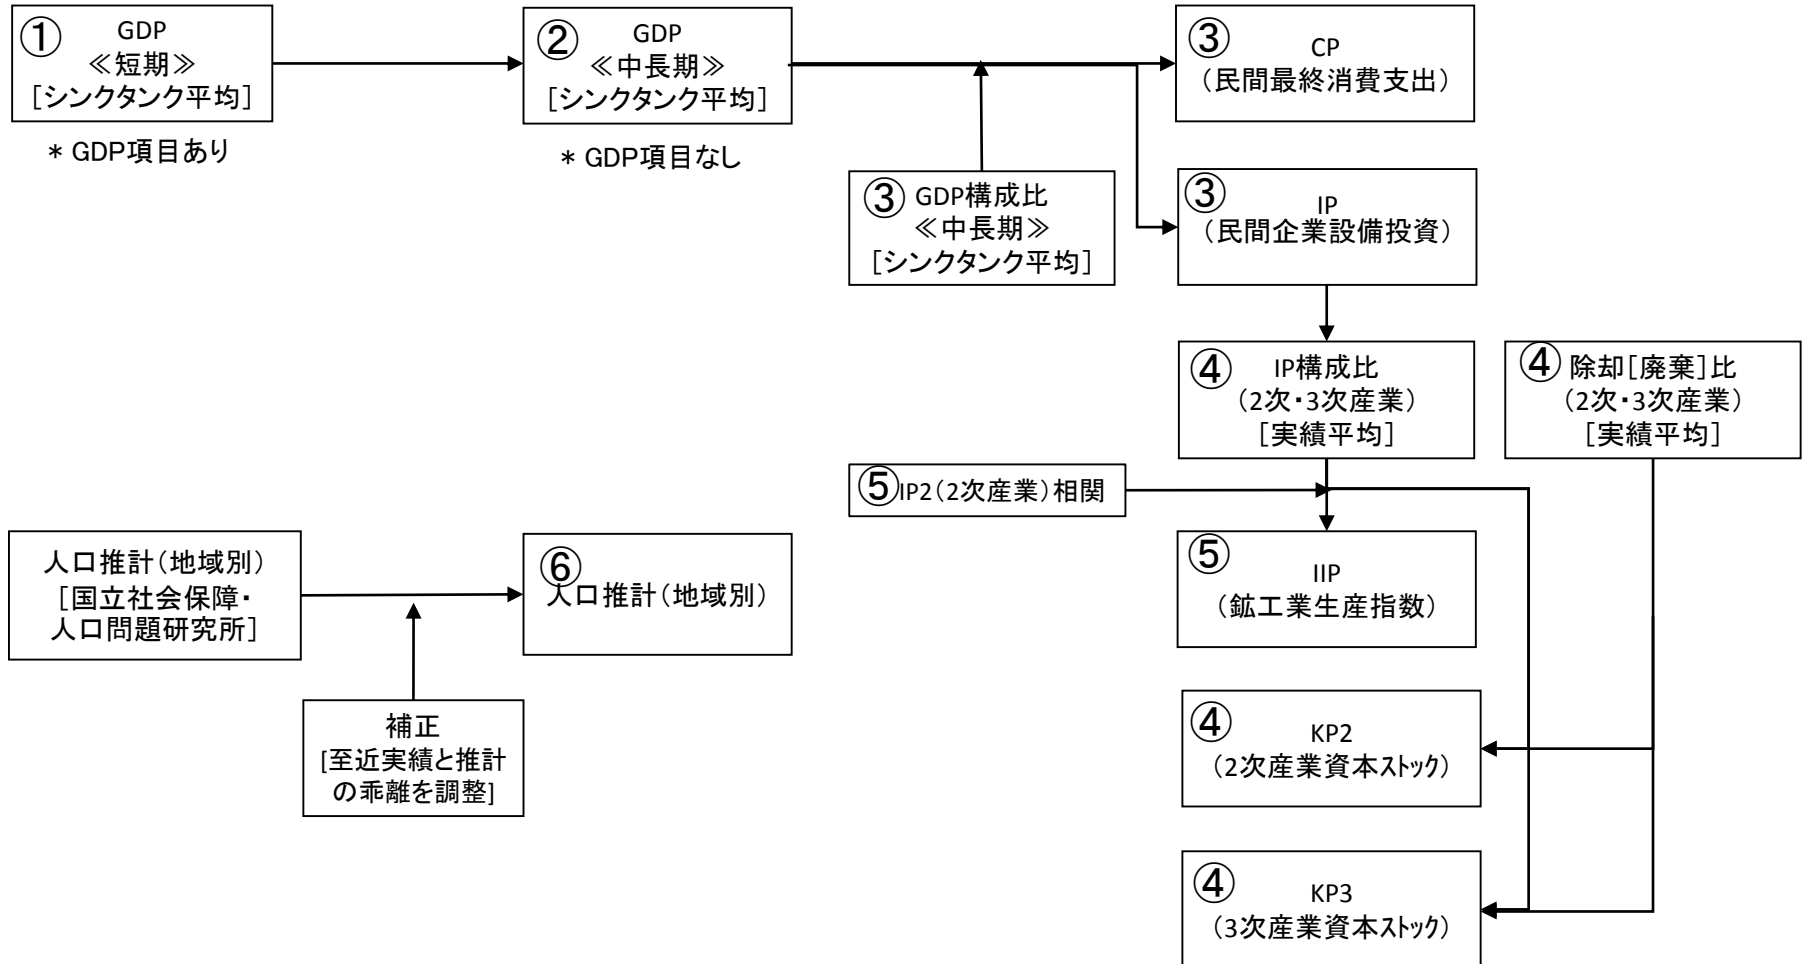 ①
GDP
≪短期≫
[シンクタンク平均]
* GDP項目あり
②
GDP
≪中長期≫
[シンクタンク平均]
* GDP項目なし
③
CP
(民間最終消費支出)
③
GDP構成比
≪中長期≫
[シンクタンク平均]
③
IP
(民間企業設備投資)
④
IP構成比
(2次・3次産業)
[実績平均]
④
除却[廃棄]比
(2次・3次産業)
[実績平均]
⑤IP2(2次産業)相関
⑤
IIP
(鉱工業生産指数)
人口推計(地域別)
[国立社会保障・
人口問題研究所]
⑥
人口推計(地域別)
補正
[至近実績と推計
の乖離を調整]
④
KP2
(2次産業資本ストック)
④
KP3
(3次産業資本ストック)